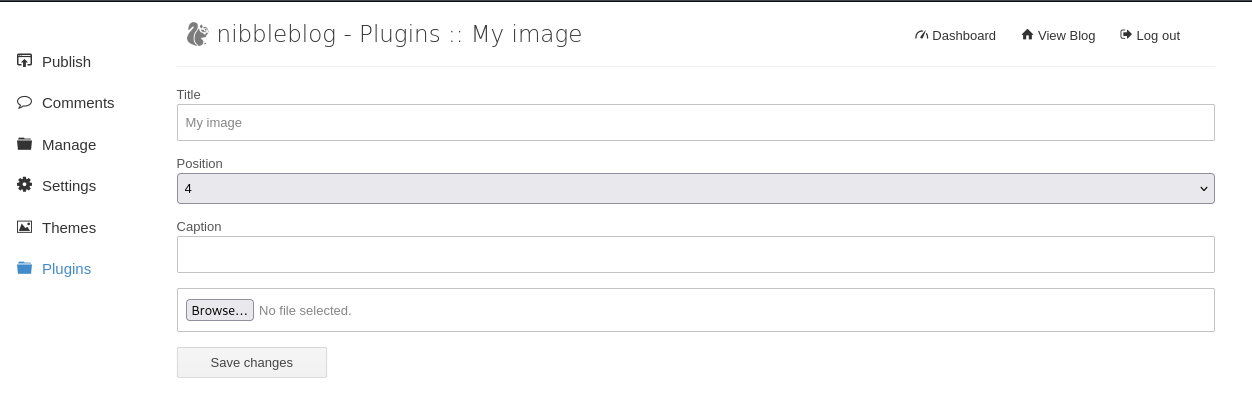 nibbleblog - Plugins :: My image
Dashboard View Blog Log out
Publish
Comments
Manage
Settings
Themes
Plugins
Title
My image
Position
4
Caption
Browse... No file selected.
Save changes